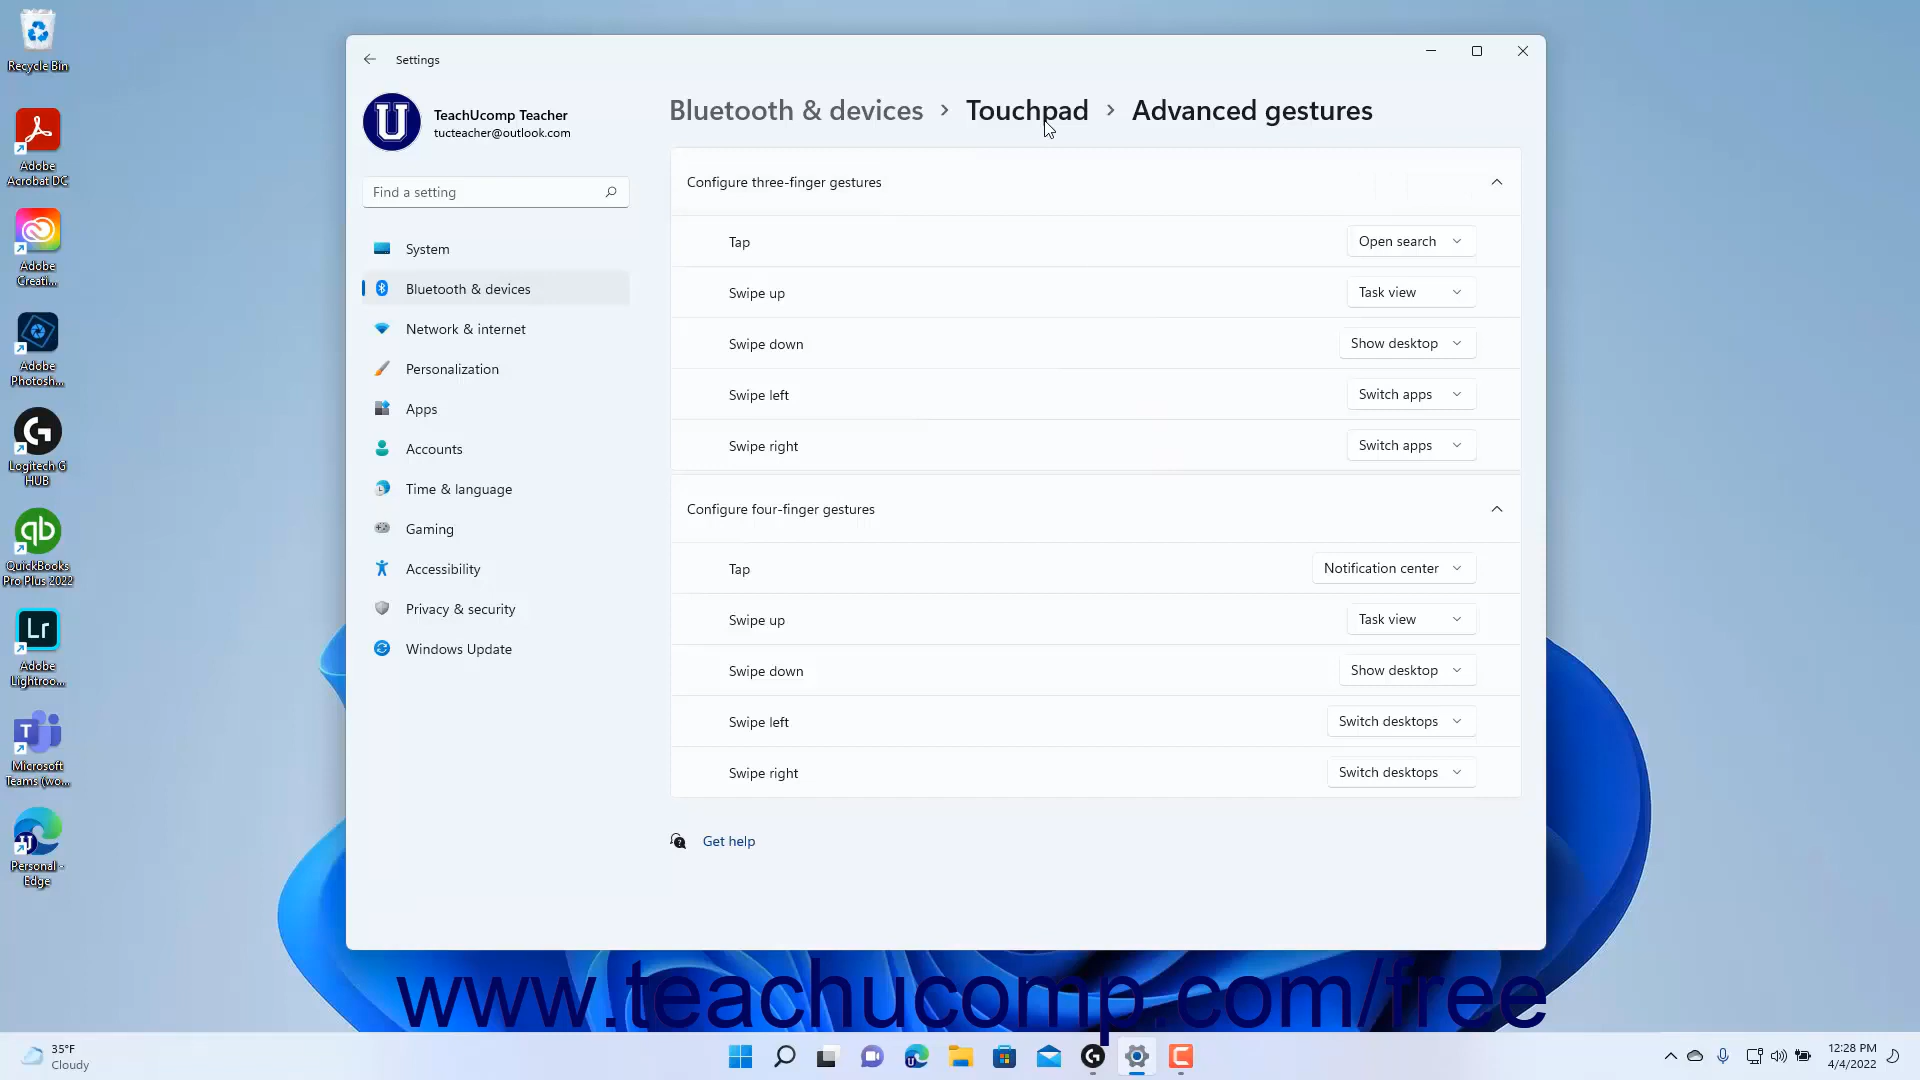 Recycle Bin
Adobe
Acrobat DC
Adobe
Creati...
Adobe
Photosh...
Logitech G
HUB
QuickBooks
Pro Plus 2022
Lr
Adobe
Lightroo...
Microsoft
Teams (wo...
Personal -
Edge
Settings
TeachUcomp Teacher
tucteacher@outlook.com
Find a setting
System
Bluetooth & devices
Network & internet
Personalization
Apps
Accounts
Time & language
Gaming
Accessibility
Privacy & security
Windows Update
Bluetooth & devices > Touchpad > Advanced gestures
Configure three-finger gestures
Tap Open search
Swipe up Task view
Swipe down Show desktop
Swipe left Switch apps
Swipe right Switch apps
Configure four-finger gestures
Tap Notification center
Swipe up Task view
Swipe down Show desktop
Swipe left Switch desktops
Swipe right Switch desktops
Get help
www.teachucomp.com/free
35°F
Cloudy
12:28 PM
4/4/2022